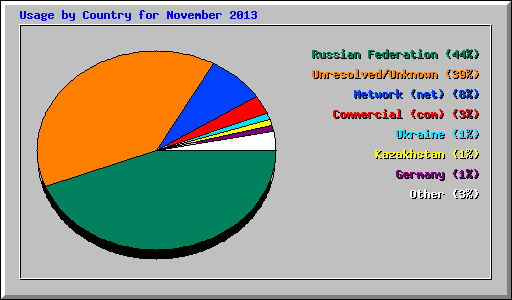 Usage by Country for November 2013
Russian Federation (44%)
Unresolved/Unknown (39%)
Network (net) (8%)
Commercial (com) (3%)
Ukraine (1%)
Kazakhstan (1%)
Germany (1%)
Other (3%)